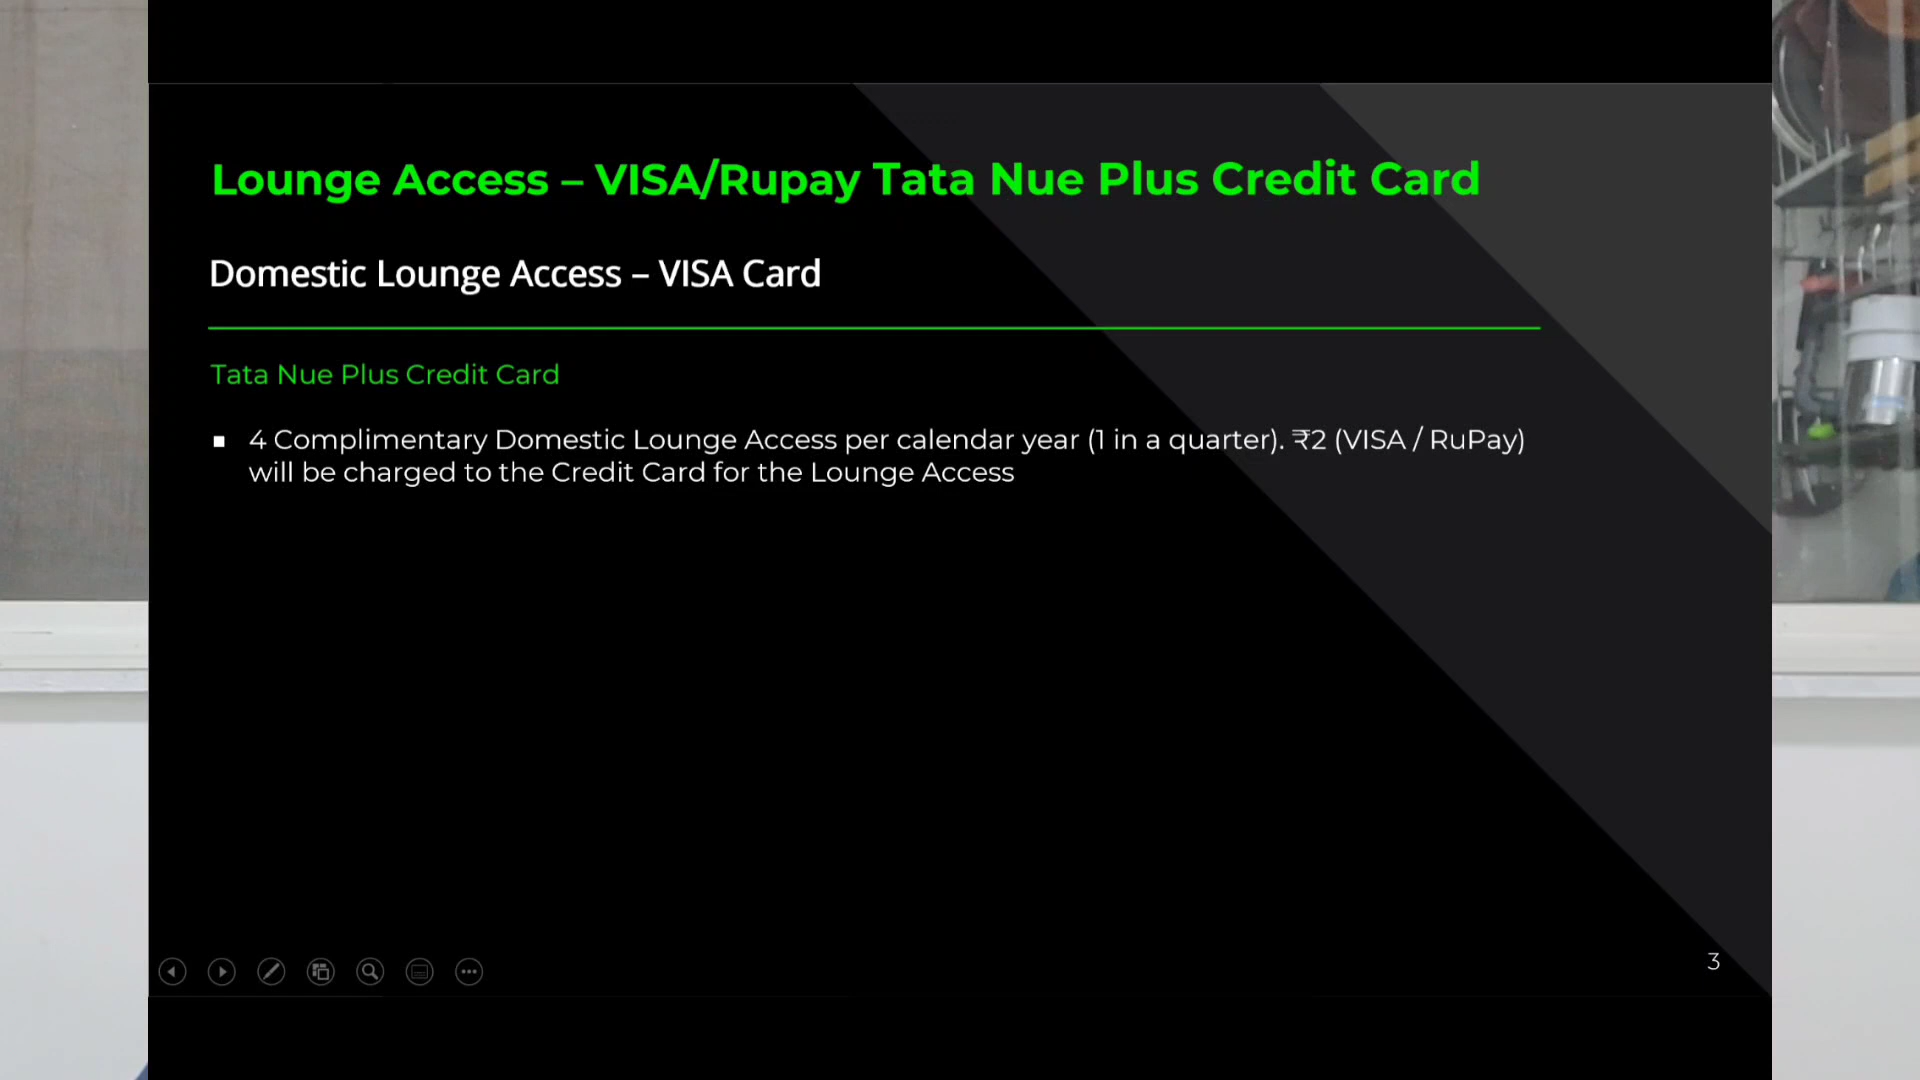 Lounge Access – VISA/Rupay Tata Nue Plus Credit Card
Domestic Lounge Access – VISA Card
Tata Nue Plus Credit Card
▪ 4 Complimentary Domestic Lounge Access per calendar year (1 in a quarter). ₹2 (VISA / RuPay)
will be charged to the Credit Card for the Lounge Access
3